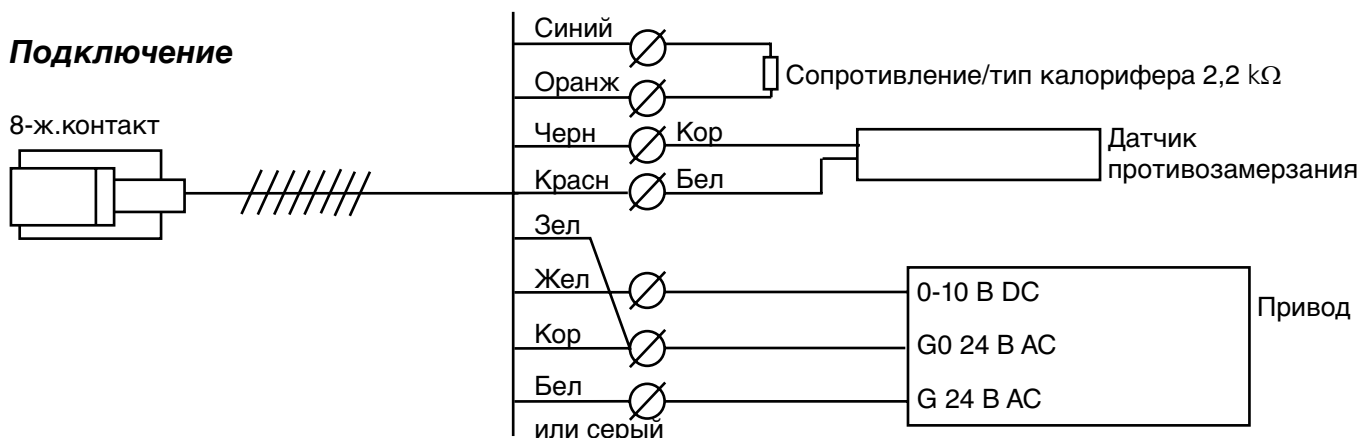 Подключение
8-ж.контакт
Синий
Оранж
Сопротивление/тип калорифера 2,2 kΩ
Черн
Кор
Красн
Бел
Датчик
противозамерзания
Зел
Жел
Кор
Бел
или серый
0-10 В DC
G0 24 В AC
G 24 В AC
Привод